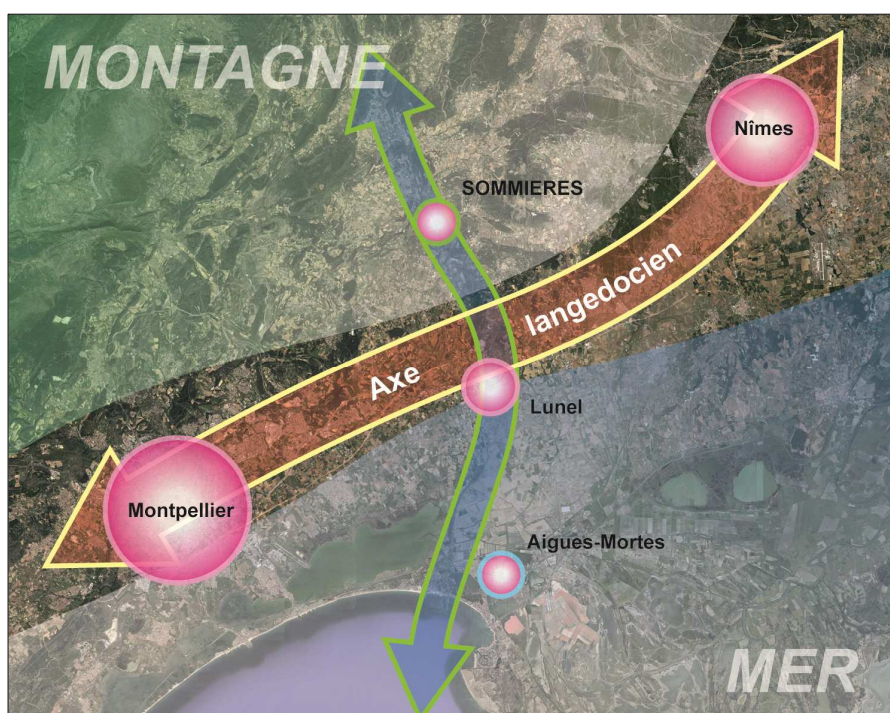 MONTAGNE
Nîmes
SOMMIERES
langedocien
Axe
Lunel
Montpellier
Aigues-Mortes
MER